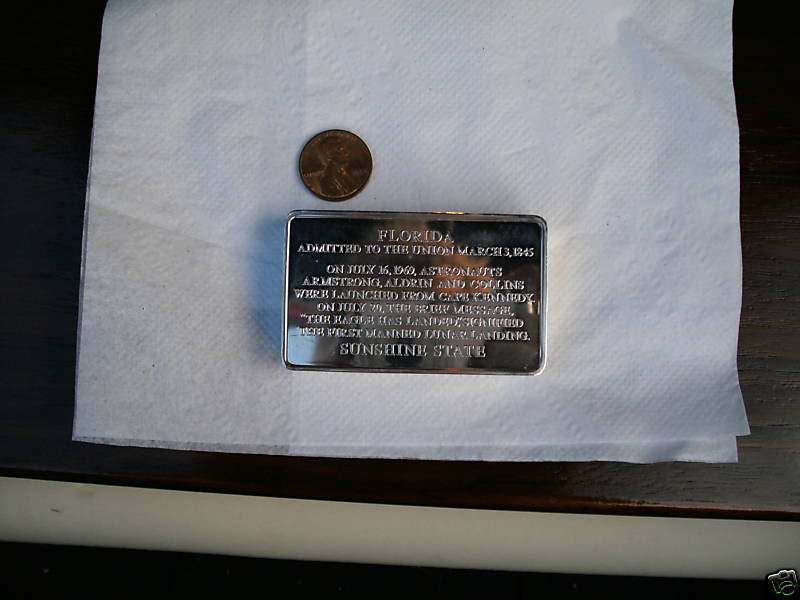 FLORIDA
ADMITTED TO THE UNION MARCH 3, 1845
ON JULY 16, 1969, ASTRONAUTS
ARMSTRONG, ALDRIN AND COLLINS
WERE LAUNCHED FROM CAPE KENNEDY.
ON JULY 20, THE BRIEF MESSAGE,
"THE EAGLE HAS LANDED," SIGNIFIED
THE FIRST MANNED LUNAR LANDING.
SUNSHINE STATE